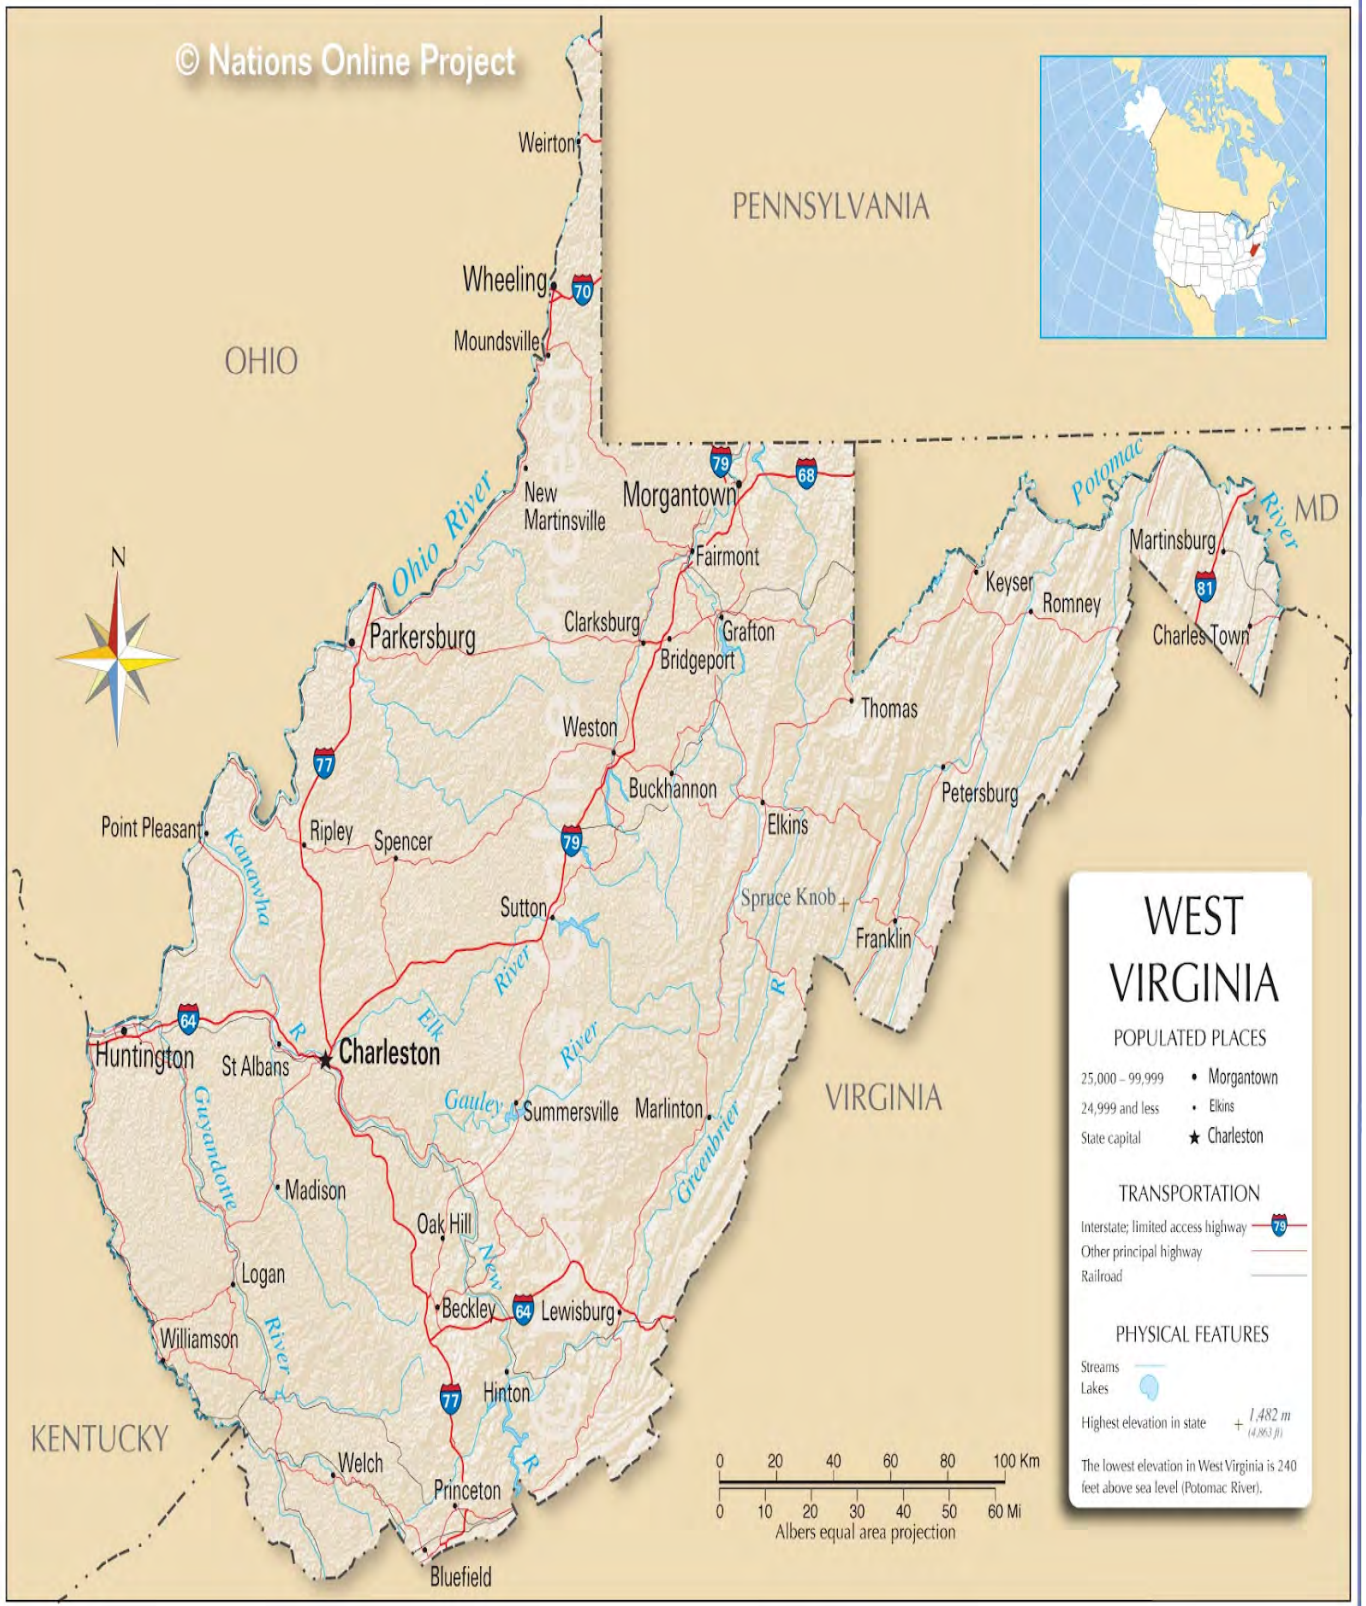 © Nations Online Project
Weirton
PENNSYLVANIA
Wheeling
70
Moundsville
OHIO
79
68
Morgantown
Potomac
River
MD
New
Martinsville
Ohio River
Martinsburg
N
Fairmont
Keyser
81
Romney
Clarksburg
Grafton
Charles Town
Parkersburg
Bridgeport
Thomas
Weston
77
Buckhannon
Petersburg
Point Pleasant
Kanawha
Ripley
Spencer
79
Elkins
Spruce Knob
Sutton
Franklin
River
R
Elk
64
R
Huntington
St Albans
Charleston
River
Gauley
Summersville
Marlinton
VIRGINIA
Guyandotte
Greenbrier
Madison
Oak Hill
New
Logan
Beckley
64
Lewisburg
Williamson
River
77
Hinton
KENTUCKY
R
Welch
Princeton
Bluefield
0 20 40 60 80 100 Km
0 10 20 30 40 50 60 Mi
Albers equal area projection
WEST
VIRGINIA
POPULATED PLACES
25,000 – 99,999 Morgantown
24,999 and less Elkins
State capital Charleston
TRANSPORTATION
Interstate; limited access highway 79
Other principal highway
Railroad
PHYSICAL FEATURES
Streams
Lakes
Highest elevation in state + 1,482 m
(4,863 ft)
The lowest elevation in West Virginia is 240
feet above sea level (Potomac River).